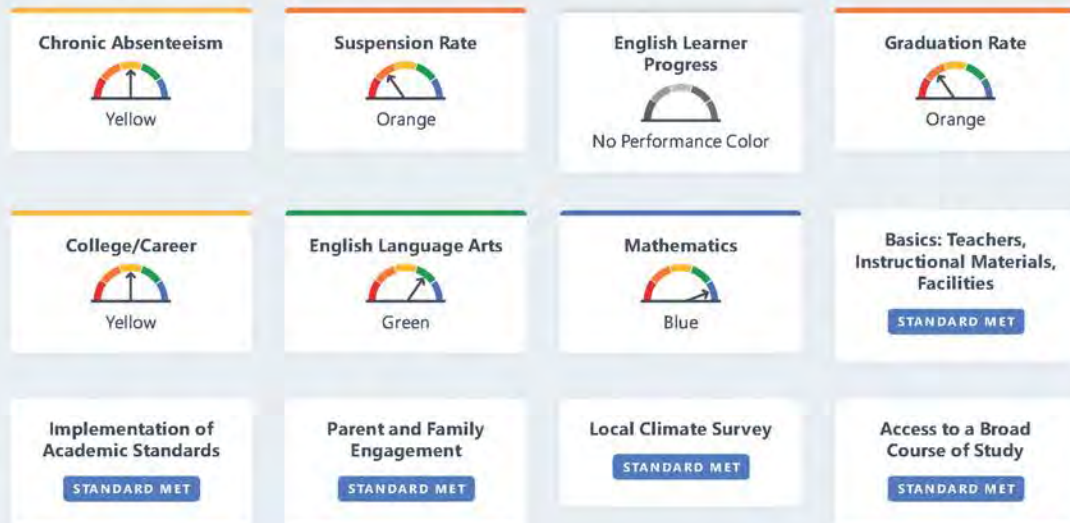 Chronic Absenteeism
Yellow
Suspension Rate
Orange
English Learner
Progress
No Performance Color
Graduation Rate
Orange
College/Career
Yellow
English Language Arts
Green
Mathematics
Blue
Basics: Teachers,
Instructional Materials,
Facilities
STANDARD MET
Implementation of
Academic Standards
STANDARD MET
Parent and Family
Engagement
STANDARD MET
Local Climate Survey
STANDARD MET
Access to a Broad
Course of Study
STANDARD MET